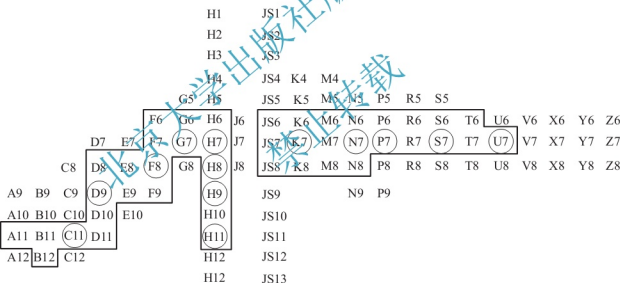 H1 JS1
H2 JS2
H3 JS3
H4 JS4 K4 M4
G5 H5 JS5 K5 M5 N5 P5 R5 S5
F6 G6 H6 J6 JS6 K6 M6 N6 P6 R6 S6 T6 U6 V6 X6 Y6 Z6
D7 E7 F7 G7 H7 J7 JS7 K7 M7 N7 P7 R7 S7 T7 U7 V7 X7 Y7 Z7
C8 D8 E8 F8 G8 H8 J8 JS8 K8 M8 N8 P8 R8 S8 T8 U8 V8 X8 Y8 Z8
A9 B9 C9 D9 E9 F9 H9 JS9 N9 P9
A10 B10 C10 D10 E10 H10 JS10
A11 B11 C11 D11 H11 JS11
A12 B12 C12 H12 JS12
H12 JS13
北京大学出版社版
禁止转载